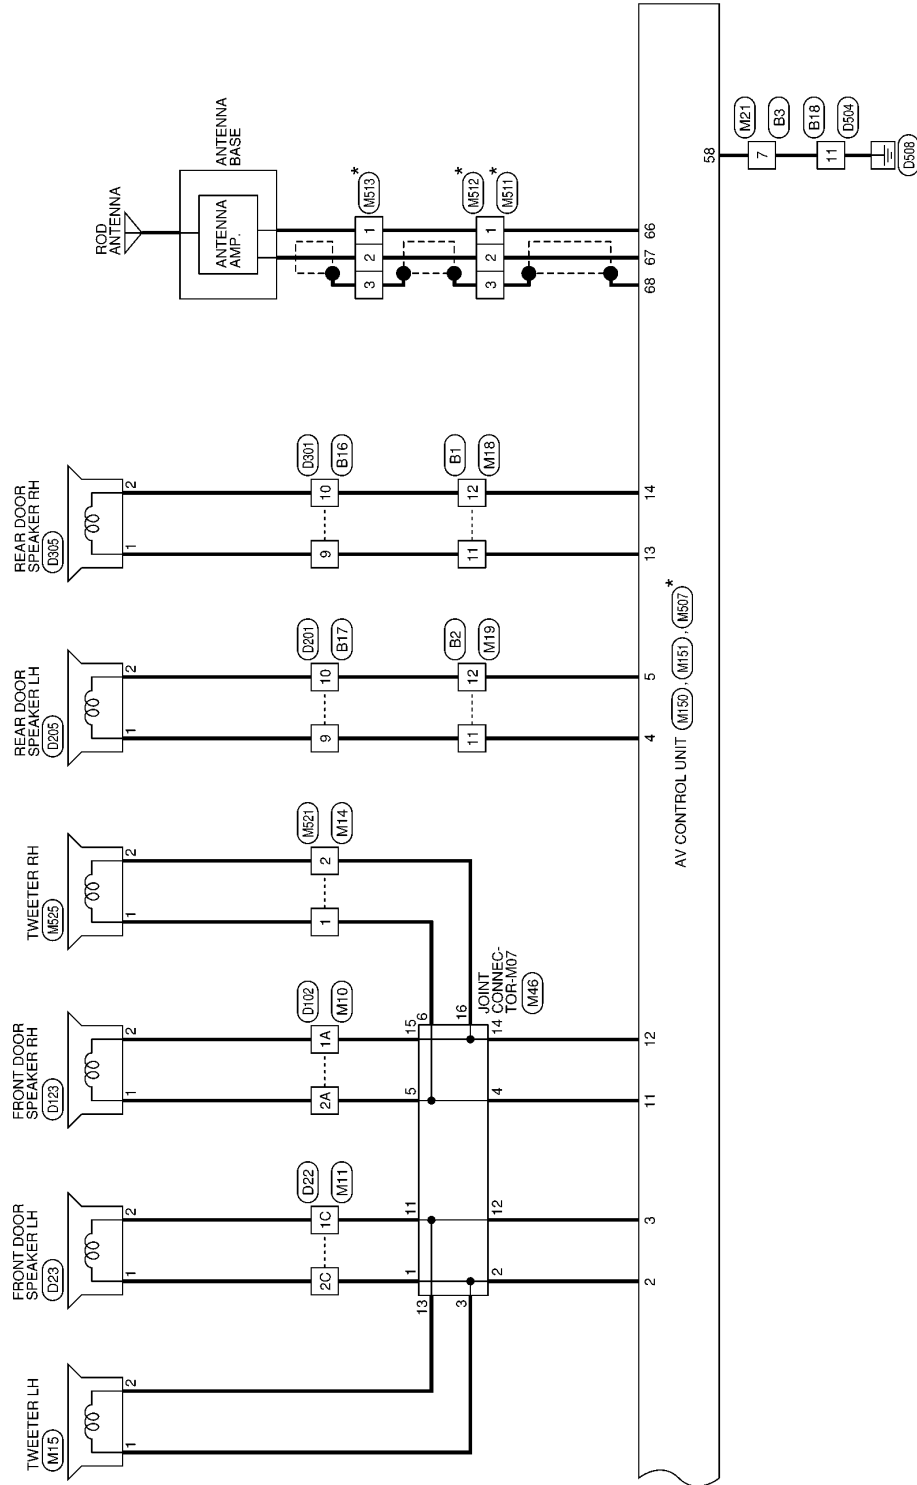 TWEETER LH
M15
1
2
FRONT DOOR
SPEAKER LH
D23
1
2
2C
1C
D22
M11
FRONT DOOR
SPEAKER RH
D123
1
2
2A
1A
D102
M10
TWEETER RH
M525
1
2
1
2
M521
M14
REAR DOOR
SPEAKER LH
D205
1
2
9
10
D201
B17
11
12
B2
M19
REAR DOOR
SPEAKER RH
D305
1
2
9
10
D301
B16
11
12
B1
M18
ROD
ANTENNA
ANTENNA
BASE
ANTENNA
AMP.
3
2
1
*
M513
3
2
1
*
M512
*
M511
13
1
11
5
15
6
3
2
12
4
14
16
JOINT
CONNEC-
TOR-M07
M46
2
3
11
12
4
5
13
14
68
67
66
58
AV CONTROL UNIT M150 , M151 , M507 *
7
M21
B3
11
B18
D504
D508